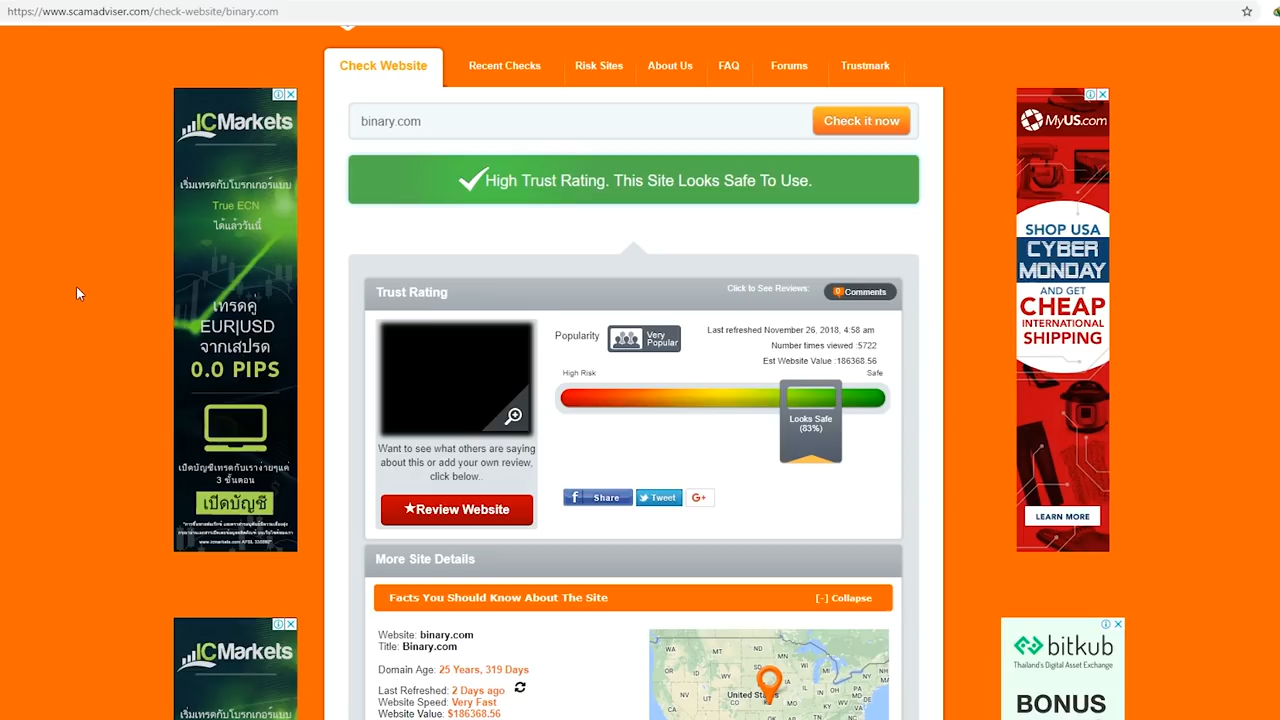 https://www.scamadviser.com/check-website/binary.com
Check Website
Recent Checks
Risk Sites
About Us
FAQ
Forums
Trustmark
binary.com
Check it now
High Trust Rating. This Site Looks Safe To Use.
Trust Rating
Click to See Reviews:
0 Comments
Popularity
Very
Popular
Last refreshed November 26, 2018, 4:58 am
Number times viewed :5722
Est Website Value :186368.56
High Risk
Safe
Looks Safe
(83%)
Want to see what others are saying
about this or add your own review,
click below..
Review Website
f Share
Tweet
G+
More Site Details
Facts You Should Know About The Site
[-] Collapse
Website: binary.com
Title: Binary.com
Domain Age: 25 Years, 319 Days
Last Refreshed: 2 Days ago
Website Speed: Very Fast
Website Value: $186368.56
WA
MT
ND
MN
OR
ID
SD
WI
WY
IA
NE
NV
UT
IL
United States
CA
MO
ICMarkets
เริ่มเทรดกับโบรกเกอร์แบบ
True ECN
ได้แล้ววันนี้
เทรดคู่
EUR|USD
จากเสปรด
0.0 PIPS
เปิดบัญชีเทรดกับเราง่ายๆแค่
3 ขั้นตอน
เปิดบัญชี
ICMarkets
MyUS.com
SHOP USA
CYBER
MONDAY
AND GET
CHEAP
INTERNATIONAL
SHIPPING
LEARN MORE
bitkub
Thailand's Digital Asset Exchange
BONUS